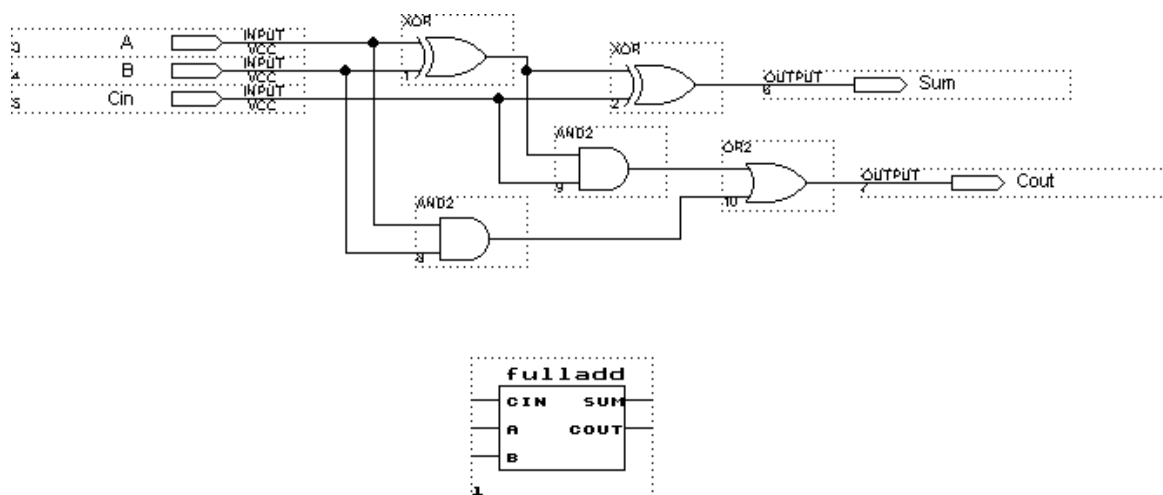 XOR
3 A INPUT VCC
XOR
4 B INPUT VCC
1
OUTPUT Sum
6
5 Cin INPUT VCC
2
AND2
OR2
OUTPUT Cout
9
7
10
AND2
8
fulladd
CIN SUM
A COUT
B
1